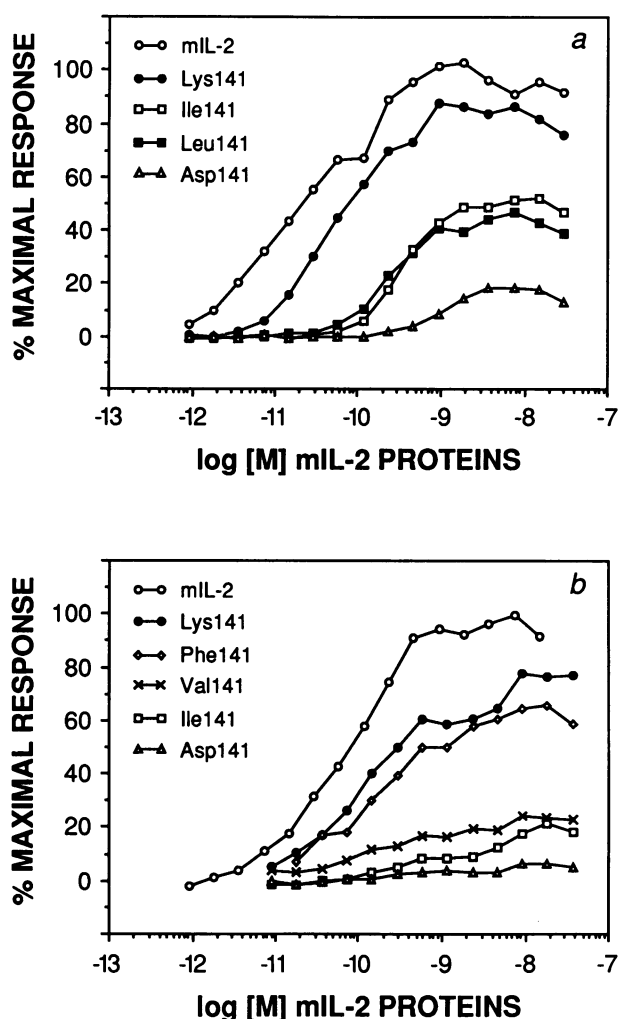 a
mIL-2
Lys141
Ile141
Leu141
Asp141
% MAXIMAL RESPONSE
100
80
60
40
20
0
-13 -12 -11 -10 -9 -8 -7
log [M] mIL-2 PROTEINS
b
mIL-2
Lys141
Phe141
Val141
Ile141
Asp141
% MAXIMAL RESPONSE
100
80
60
40
20
0
-13 -12 -11 -10 -9 -8 -7
log [M] mIL-2 PROTEINS